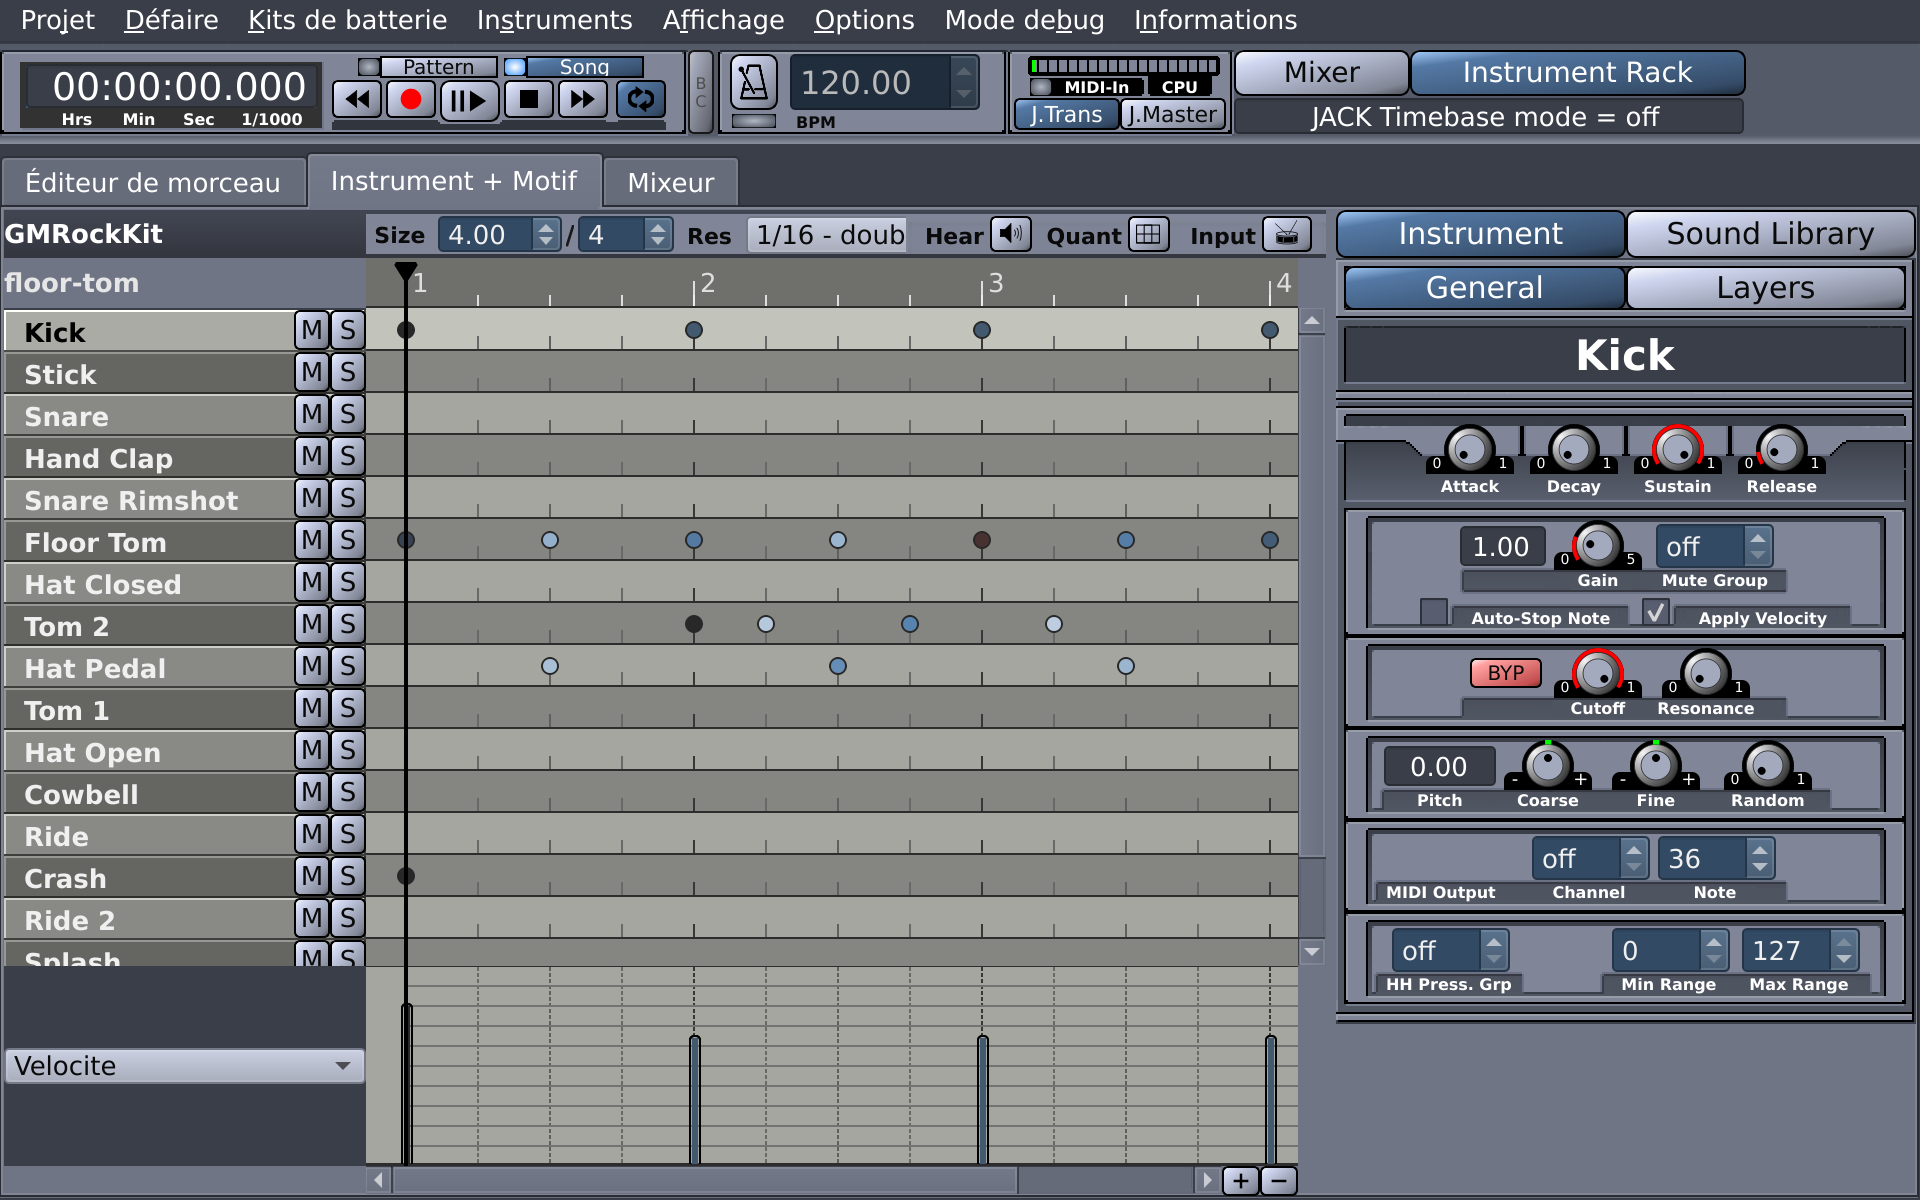 Projet Défaire Kits de batterie Instruments Affichage Options Mode debug Informations
00:00:00.000
Hrs Min Sec 1/1000
Pattern Song
B
C
120.00
BPM
MIDI-In CPU
J.Trans J.Master
Mixer Instrument Rack
JACK Timebase mode = off
Éditeur de morceau Instrument + Motif Mixeur
GMRockKit
floor-tom
Size 4.00 / 4 Res 1/16 - doub Hear Quant Input
1 2 3 4
Kick M S
Stick M S
Snare M S
Hand Clap M S
Snare Rimshot M S
Floor Tom M S
Hat Closed M S
Tom 2 M S
Hat Pedal M S
Tom 1 M S
Hat Open M S
Cowbell M S
Ride M S
Crash M S
Ride 2 M S
Splash M S
Velocite
+ −
Instrument Sound Library
General Layers
Kick
0 1 0 1 0 1 0 1
Attack Decay Sustain Release
1.00 0 5 off
Gain Mute Group
Auto-Stop Note Apply Velocity
BYP 0 1 0 1
Cutoff Resonance
0.00 - + - + 0 1
Pitch Coarse Fine Random
off 36
MIDI Output Channel Note
off 0 127
HH Press. Grp Min Range Max Range